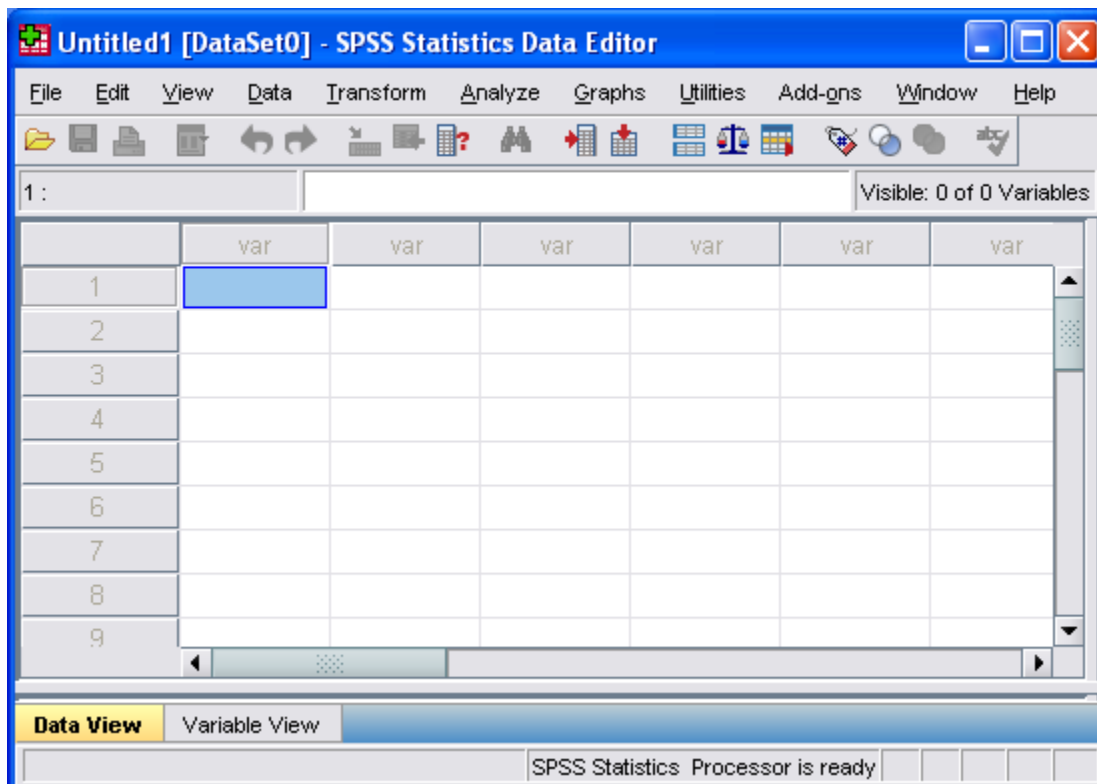 Untitled1 [DataSet0] - SPSS Statistics Data Editor
File Edit View Data Transform Analyze Graphs Utilities Add-ons Window Help
1 :
Visible: 0 of 0 Variables
var var var var var var
1
2
3
4
5
6
7
8
9
Data View Variable View
SPSS Statistics Processor is ready